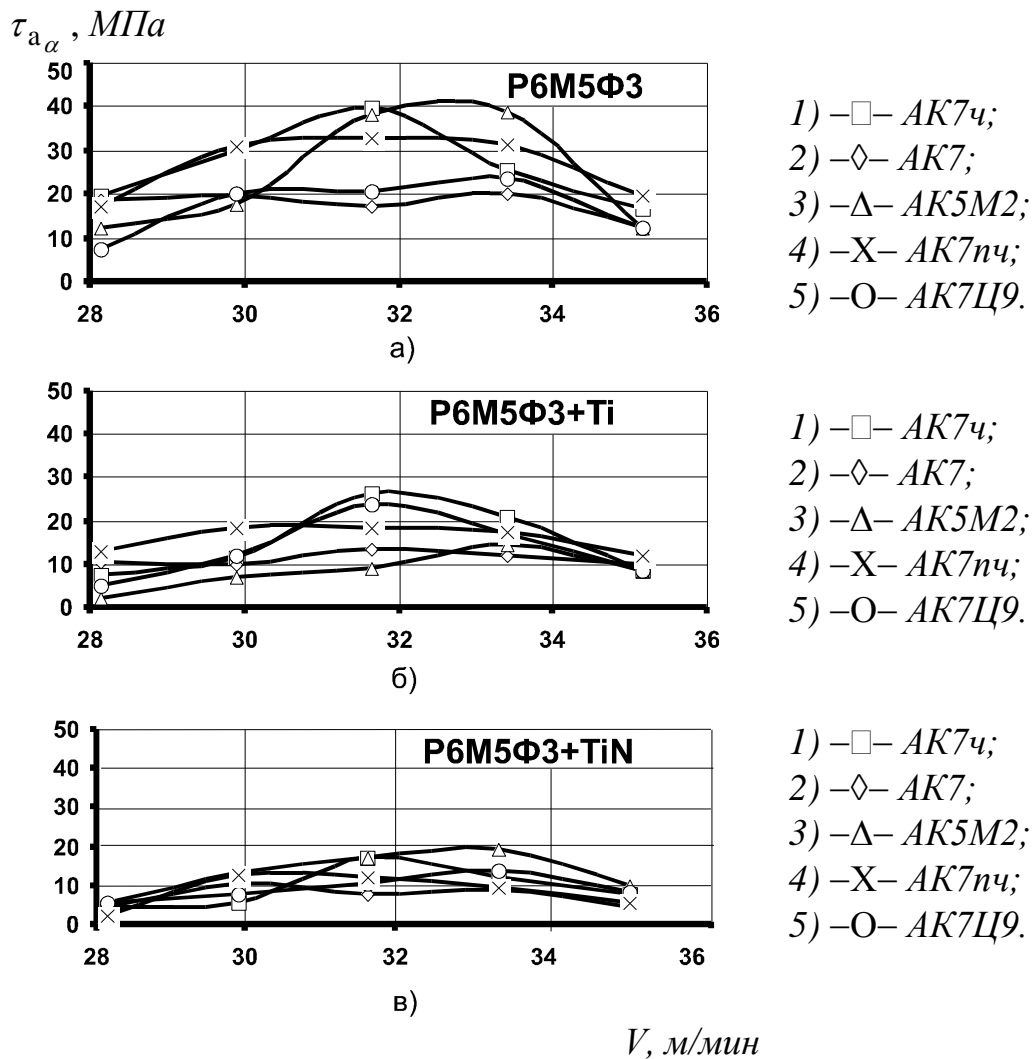 τ a α , МПа
50
40
30
20
10
0
Р6М5Ф3
28 30 32 34 36
а)
1) –□– АК7ч;
2) –◊– АК7;
3) –Δ– АК5М2;
4) –Х– АК7пч;
5) –О– АК7Ц9.
50
40
30
20
10
0
Р6М5Ф3+Ti
28 30 32 34 36
б)
1) –□– АК7ч;
2) –◊– АК7;
3) –Δ– АК5М2;
4) –Х– АК7пч;
5) –О– АК7Ц9.
50
40
30
20
10
0
Р6М5Ф3+TiN
28 30 32 34 36
в)
1) –□– АК7ч;
2) –◊– АК7;
3) –Δ– АК5М2;
4) –Х– АК7пч;
5) –О– АК7Ц9.
V, м/мин